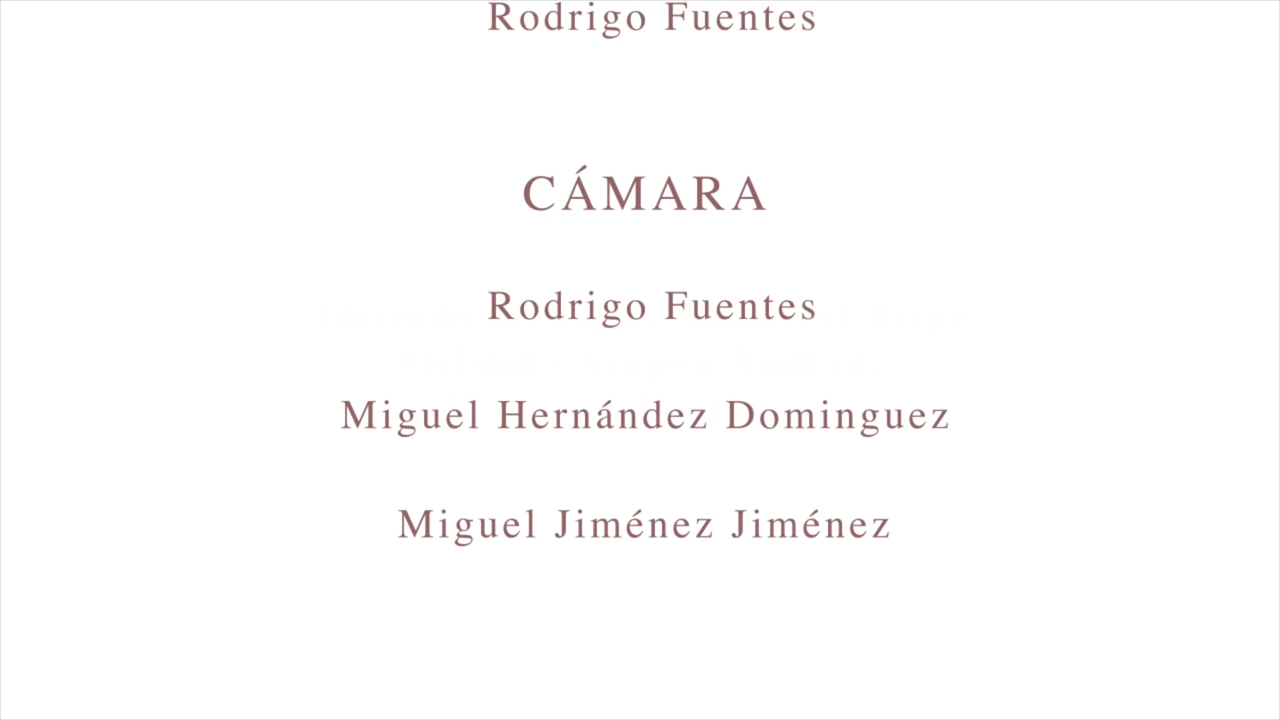 Rodrigo Fuentes
CÁMARA
Rodrigo Fuentes
Miguel Hernández Dominguez
Miguel Jiménez Jiménez